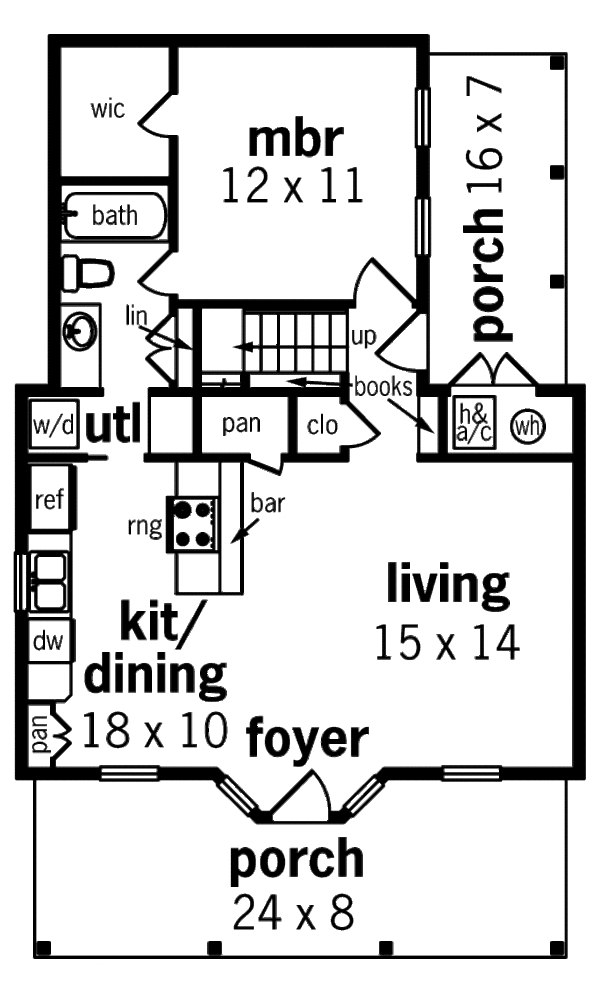 wic
mbr
12 x 11
porch 16 x 7
bath
lin
up
books
w/d
utl
pan
clo
h&
a/c
wh
ref
rng
bar
living
15 x 14
kit/
dining
18 x 10
dw
pan
foyer
porch
24 x 8